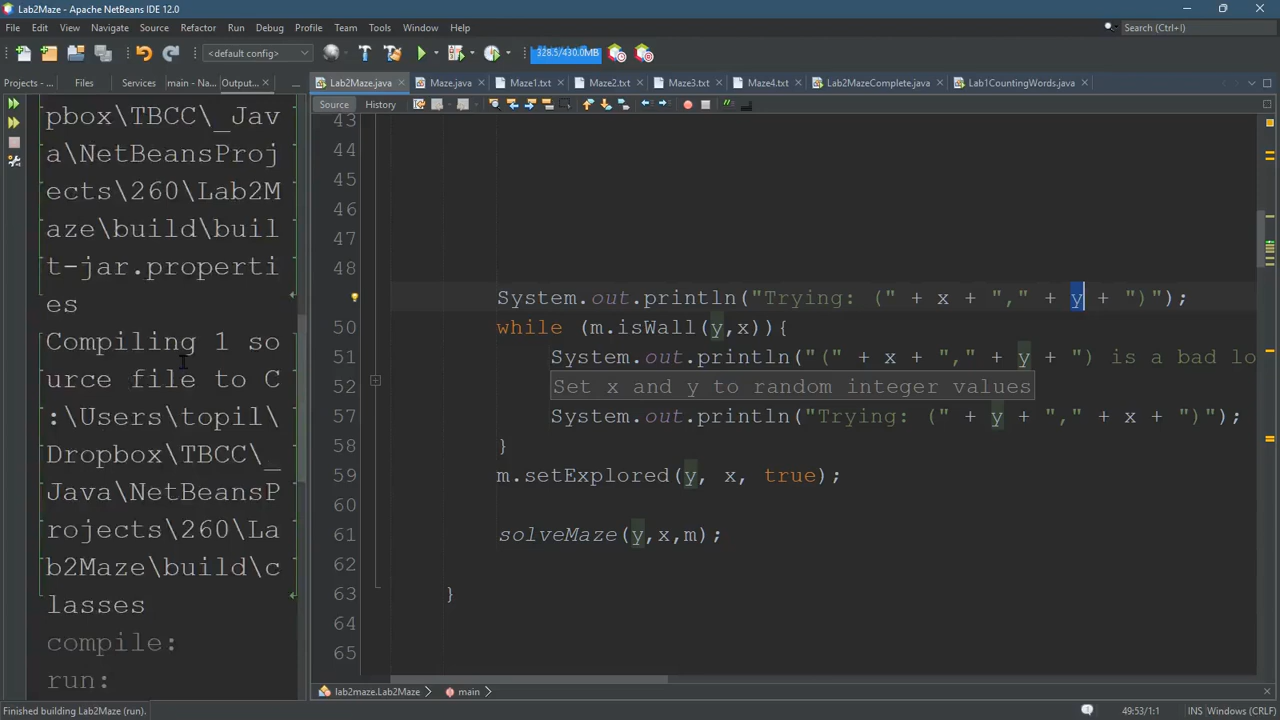 Lab2Maze - Apache NetBeans IDE 12.0
File Edit View Navigate Source Refactor Run Debug Profile Team Tools Window Help
Search (Ctrl+I)
<default config>
328.5/430.0MB
Projects - ... Files Services main - Na... Output...
Lab2Maze.java Maze.java Maze1.txt Maze2.txt Maze3.txt Maze4.txt Lab2MazeComplete.java Lab1CountingWords.java
Source History
pbox\TBCC\_Jav
a\NetBeansProj
ects\260\Lab2M
aze\build\buil
t-jar.properti
es
Compiling 1 so
urce file to C
:\Users\topil\
Dropbox\TBCC\_
Java\NetBeansP
rojects\260\La
b2Maze\build\c
lasses
compile:
run:
43
44
45
46
47
48
System.out.println("Trying: (" + x + "," + y + ")");
50 while (m.isWall(y,x)){
51 System.out.println("(" + x + "," + y + ") is a bad lo
52 Set x and y to random integer values
57 System.out.println("Trying: (" + y + "," + x + ")");
58 }
59 m.setExplored(y, x, true);
60
61 solveMaze(y,x,m);
62
63 }
64
65
lab2maze.Lab2Maze main
Finished building Lab2Maze (run).
49:53/1:1 INS Windows (CRLF)